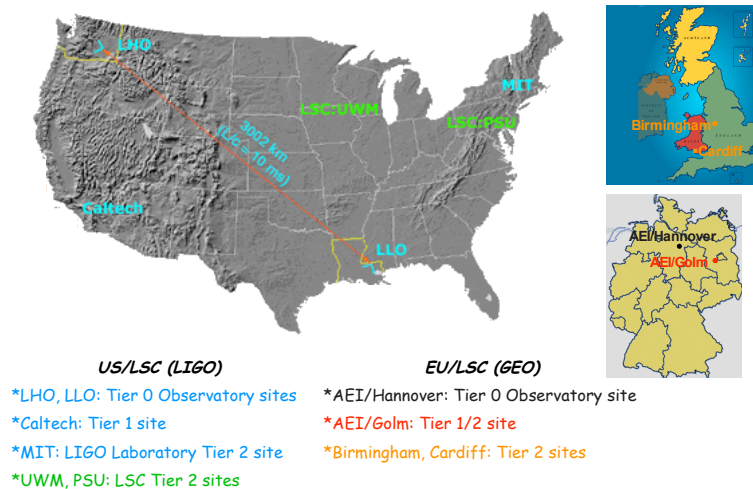 LHO
MIT
LSC:UWM
LSC:PSU
3002 km
(L/c = 10 ms)
Caltech
LLO
SCOTLAND
Birmingham
Cardiff
AEI/Hannover
AEI/Golm
US/LSC (LIGO)
*LHO, LLO: Tier 0 Observatory sites
*Caltech: Tier 1 site
*MIT: LIGO Laboratory Tier 2 site
*UWM, PSU: LSC Tier 2 sites
EU/LSC (GEO)
*AEI/Hannover: Tier 0 Observatory site
*AEI/Golm: Tier 1/2 site
*Birmingham, Cardiff: Tier 2 sites